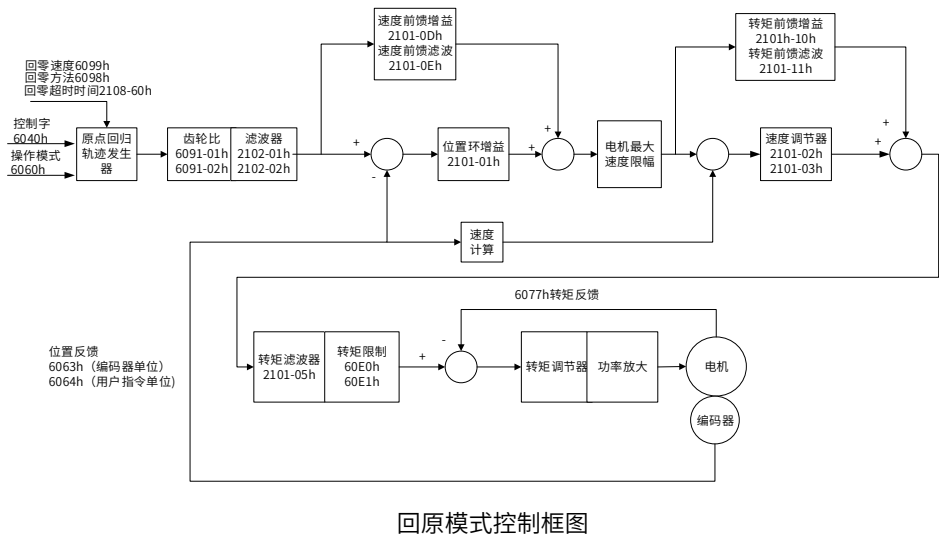 速度前馈增益
2101-0Dh
速度前馈滤波
2101-0Eh
转矩前馈增益
2101h-10h
转矩前馈滤波
2101-11h
回零速度6099h
回零方法6098h
回零超时时间2108-60h
控制字
6040h
操作模式
6060h
原点回归
轨迹发生
器
齿轮比
6091-01h
6091-02h
滤波器
2102-01h
2102-02h
+
-
位置环增益
2101-01h
+
+
电机最大
速度限幅
速度调节器
2101-02h
2101-03h
+
+
速度
计算
6077h转矩反馈
位置反馈
6063h（编码器单位）
6064h（用户指令单位)
转矩滤波器
2101-05h
转矩限制
60E0h
60E1h
+
-
转矩调节器
功率放大
电机
编码器
回原模式控制框图